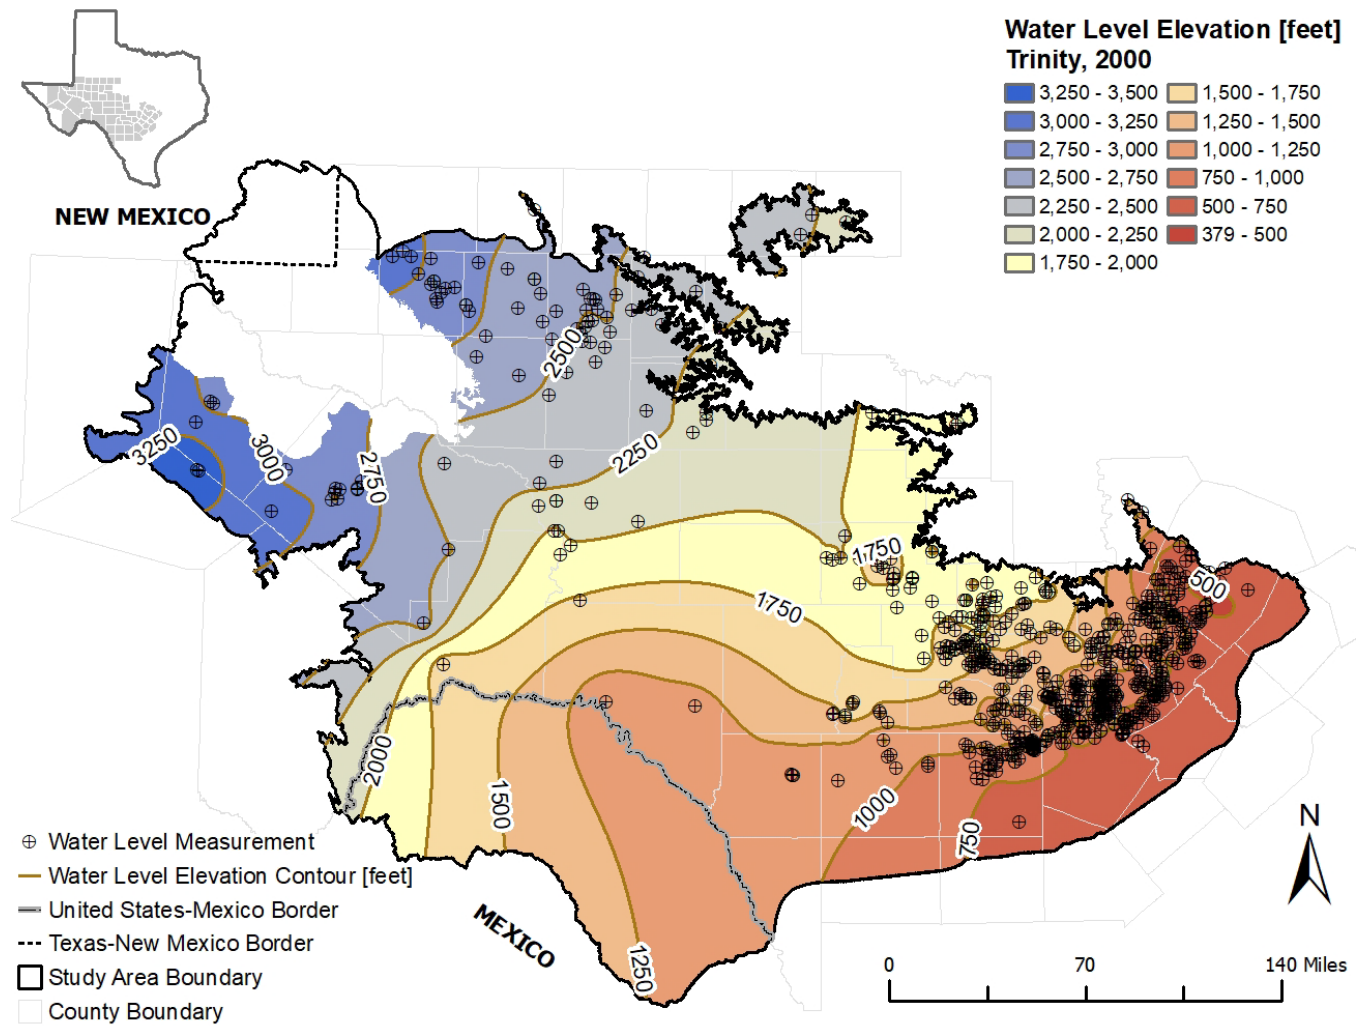 Water Level Elevation [feet]
Trinity, 2000
3,250 - 3,500
3,000 - 3,250
2,750 - 3,000
2,500 - 2,750
2,250 - 2,500
2,000 - 2,250
1,750 - 2,000
1,500 - 1,750
1,250 - 1,500
1,000 - 1,250
750 - 1,000
500 - 750
379 - 500
NEW MEXICO
2500
3250
3000
2750
2250
1750
500
1750
2000
1500
1000
750
1250
MEXICO
N
0 70 140 Miles
Water Level Measurement
Water Level Elevation Contour [feet]
United States-Mexico Border
Texas-New Mexico Border
Study Area Boundary
County Boundary